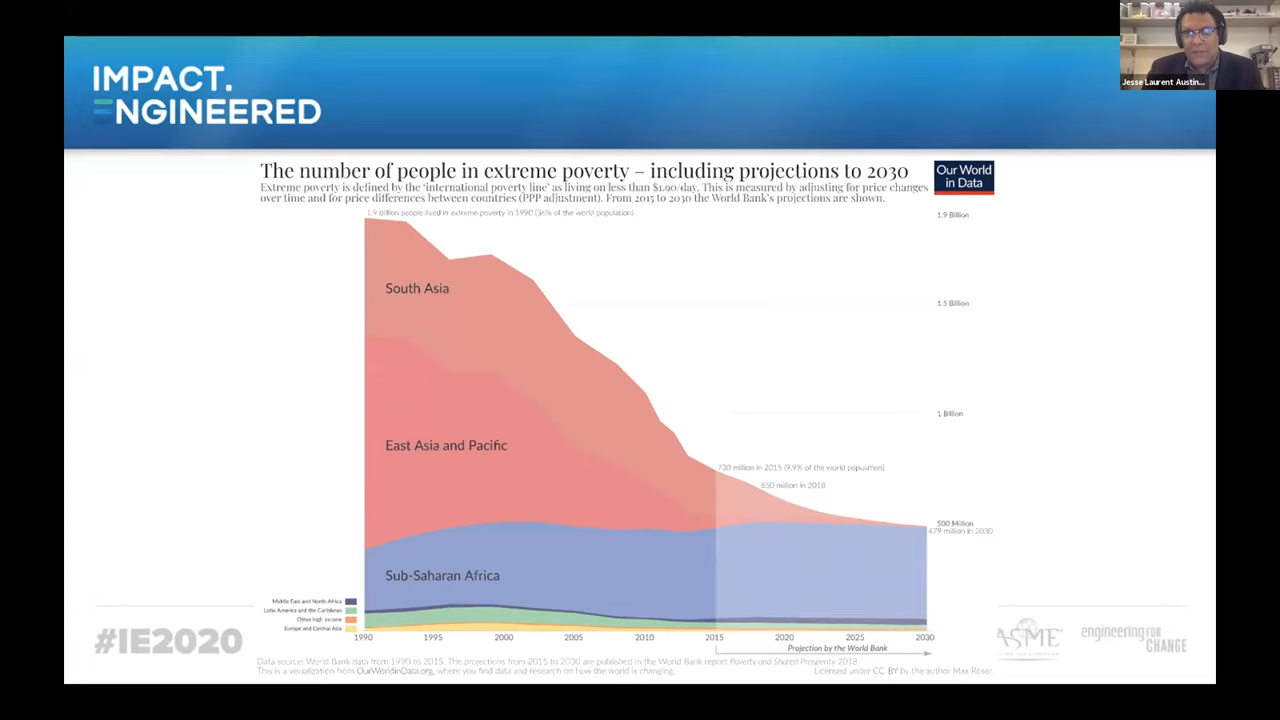 Jesse Laurent Austin...
IMPACT.
ENGINEERED
The number of people in extreme poverty – including projections to 2030
Our World
in Data
Extreme poverty is defined by the 'international poverty line' as living on less than $1.90/day. This is measured by adjusting for price changes
over time and for price differences between countries (PPP adjustment). From 2015 to 2030 the World Bank's projections are shown.
1.9 billion people lived in extreme poverty in 1990 (36% of the world population)
1.9 Billion
South Asia
1.5 Billion
1 Billion
East Asia and Pacific
730 million in 2015 (9.9% of the world population)
650 million in 2018
500 Million
479 million in 2030
Sub-Saharan Africa
Middle East and North Africa
Latin America and the Caribbean
Other high income
Europe and Central Asia
1990 1995 2000 2005 2010 2015 2020 2025 2030
Projection by the World Bank
#IE2020
ASME
engineering FOR
CHANGE
Data source: World Bank data from 1990 to 2015. The projections from 2015 to 2030 are published in the World Bank report Poverty and Shared Prosperity 2018.
This is a visualization from OurWorldinData.org, where you find data and research on how the world is changing.
Licensed under CC BY by the author Max Roser.